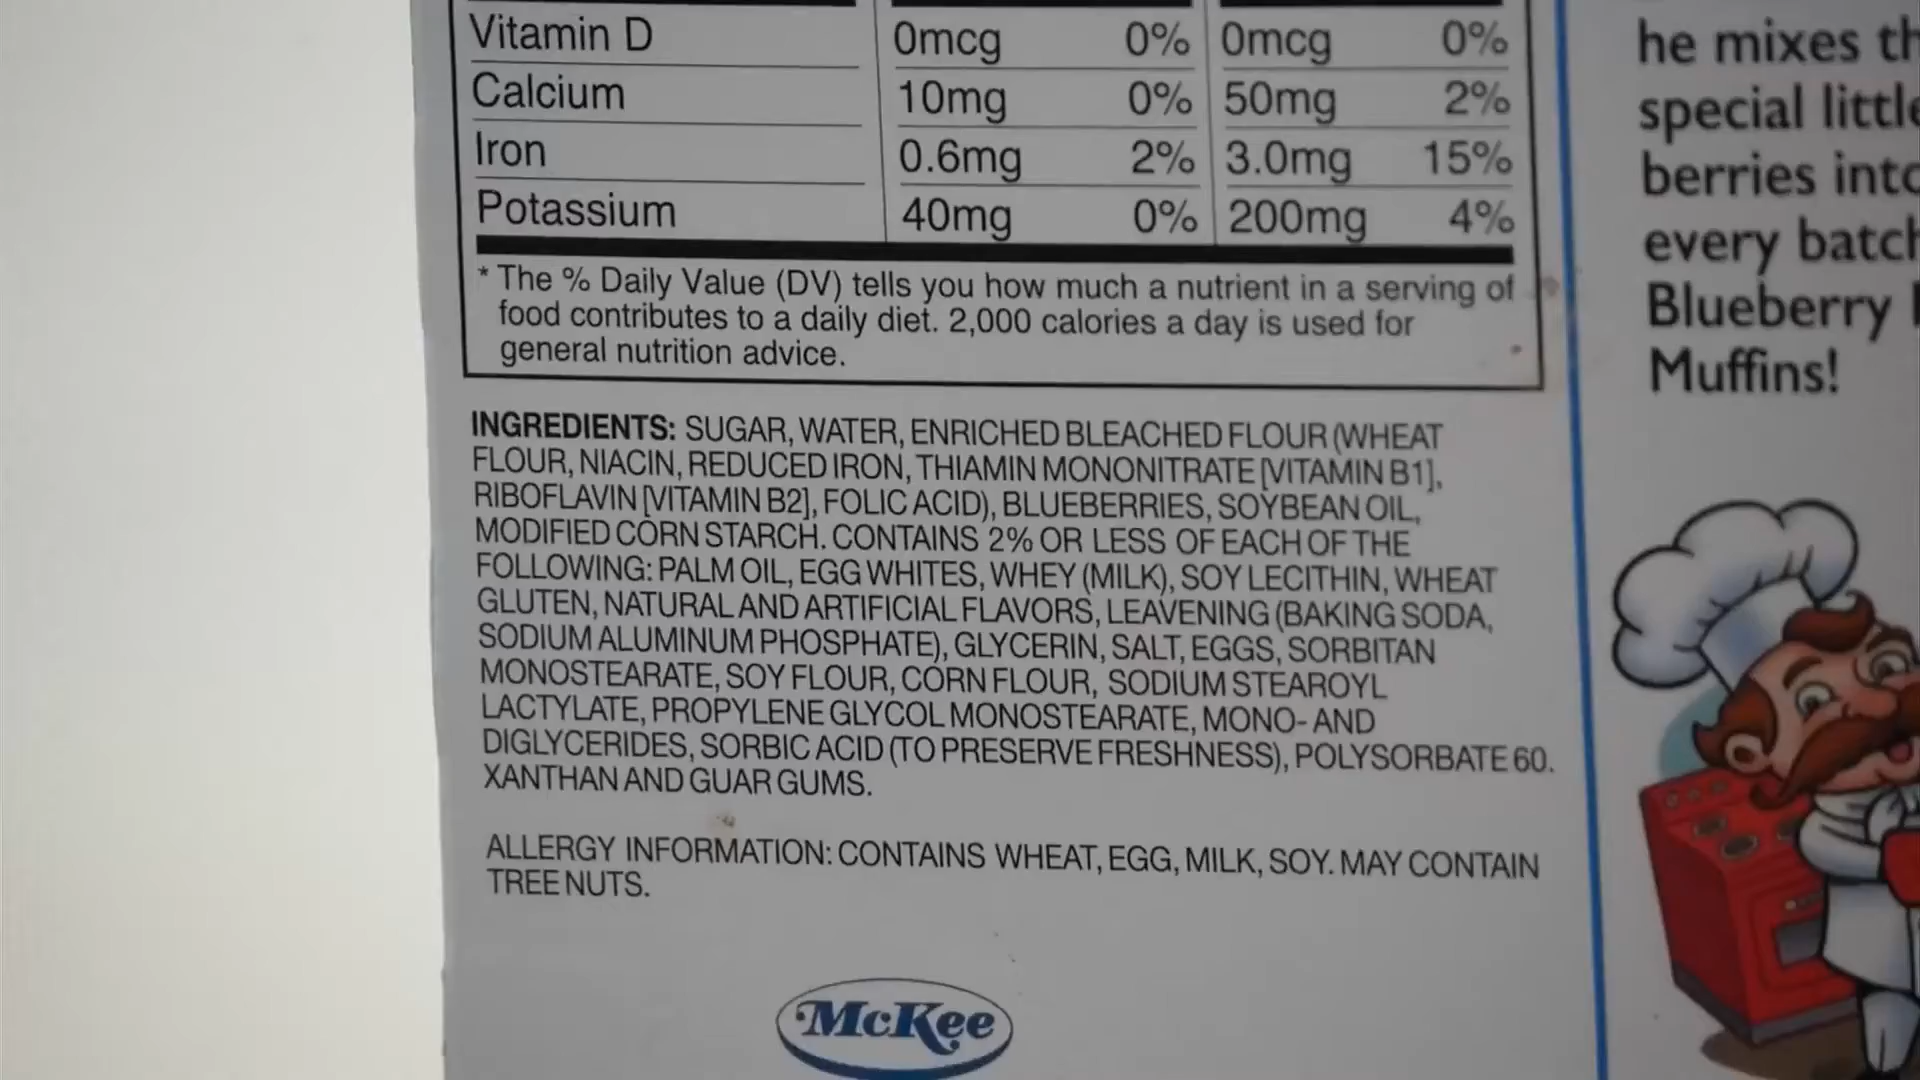 Vitamin D 0mcg 0% 0mcg 0%
Calcium 10mg 0% 50mg 2%
Iron 0.6mg 2% 3.0mg 15%
Potassium 40mg 0% 200mg 4%
* The % Daily Value (DV) tells you how much a nutrient in a serving of
food contributes to a daily diet. 2,000 calories a day is used for
general nutrition advice.
INGREDIENTS: SUGAR, WATER, ENRICHED BLEACHED FLOUR (WHEAT
FLOUR, NIACIN, REDUCED IRON, THIAMIN MONONITRATE [VITAMIN B1],
RIBOFLAVIN [VITAMIN B2], FOLIC ACID), BLUEBERRIES, SOYBEAN OIL,
MODIFIED CORN STARCH. CONTAINS 2% OR LESS OF EACH OF THE
FOLLOWING: PALM OIL, EGG WHITES, WHEY (MILK), SOY LECITHIN, WHEAT
GLUTEN, NATURAL AND ARTIFICIAL FLAVORS, LEAVENING (BAKING SODA,
SODIUM ALUMINUM PHOSPHATE), GLYCERIN, SALT, EGGS, SORBITAN
MONOSTEARATE, SOY FLOUR, CORN FLOUR, SODIUM STEAROYL
LACTYLATE, PROPYLENE GLYCOL MONOSTEARATE, MONO- AND
DIGLYCERIDES, SORBIC ACID (TO PRESERVE FRESHNESS), POLYSORBATE 60.
XANTHAN AND GUAR GUMS.
ALLERGY INFORMATION: CONTAINS WHEAT, EGG, MILK, SOY. MAY CONTAIN
TREE NUTS.
McKee
he mixes
special
berries
every
Blueberry
Muffins!